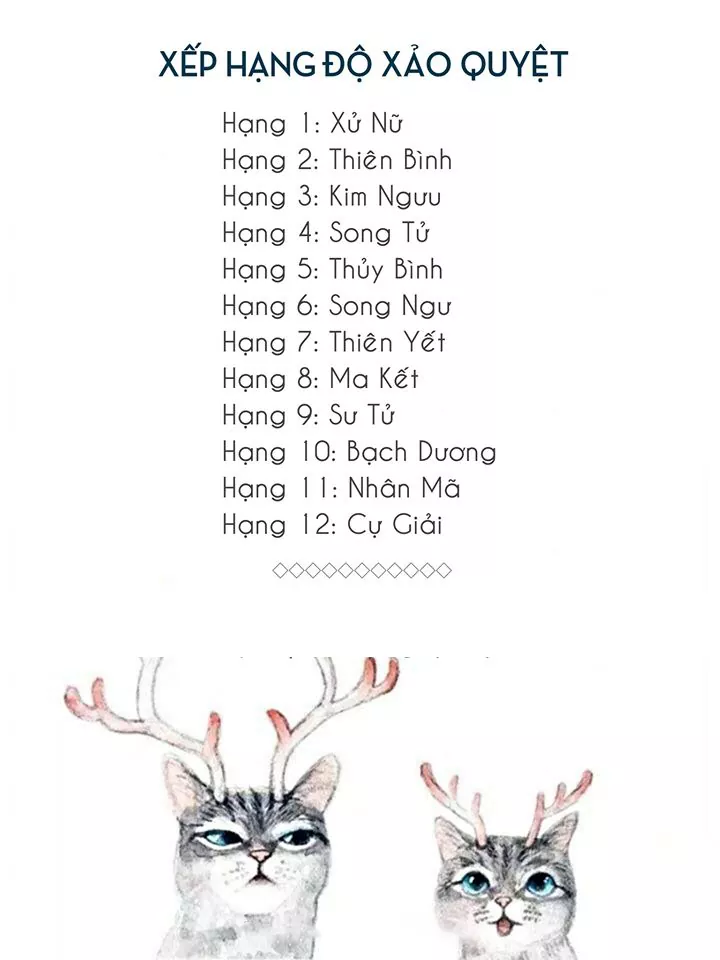 XẾP HẠNG ĐỘ XẢO QUYỆT
Hạng 1: Xử Nữ
Hạng 2: Thiên Bình
Hạng 3: Kim Ngưu
Hạng 4: Song Tử
Hạng 5: Thủy Bình
Hạng 6: Song Ngư
Hạng 7: Thiên Yết
Hạng 8: Ma Kết
Hạng 9: Sư Tử
Hạng 10: Bạch Dương
Hạng 11: Nhân Mã
Hạng 12: Cự Giải